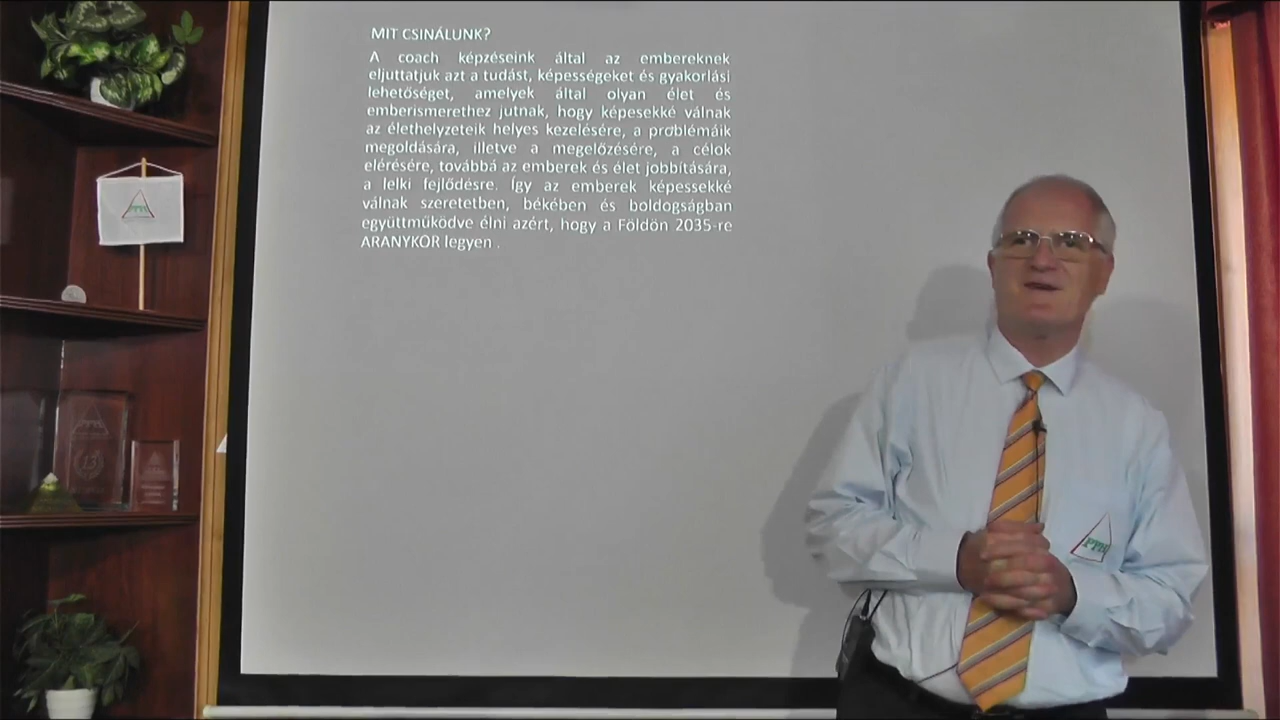 MIT CSINÁLUNK?
A coach képzéseink által az embereknek
eljuttatjuk azt a tudást, képességeket és gyakorlási
lehetőséget, amelyek által olyan élet és
emberismerethez jutnak, hogy képesekké válnak
az élethelyzeteik helyes kezelésére, a problémáik
megoldására, illetve a megelőzésére, a célok
elérésére, továbbá az emberek és élet jobbítására,
a lelki fejlődésre. Így az emberek képessekké
válnak szeretetben, békében és boldogságban
együttműködve élni azért, hogy a Földön 2035-re
ARANYKOR legyen .
13